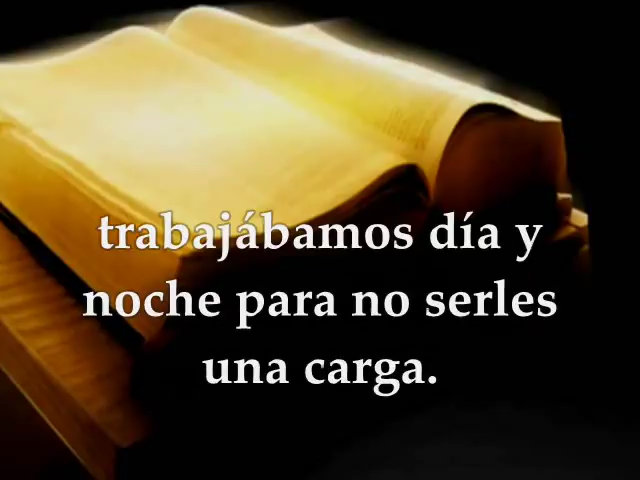 trabajábamos día y
noche para no serles
una carga.